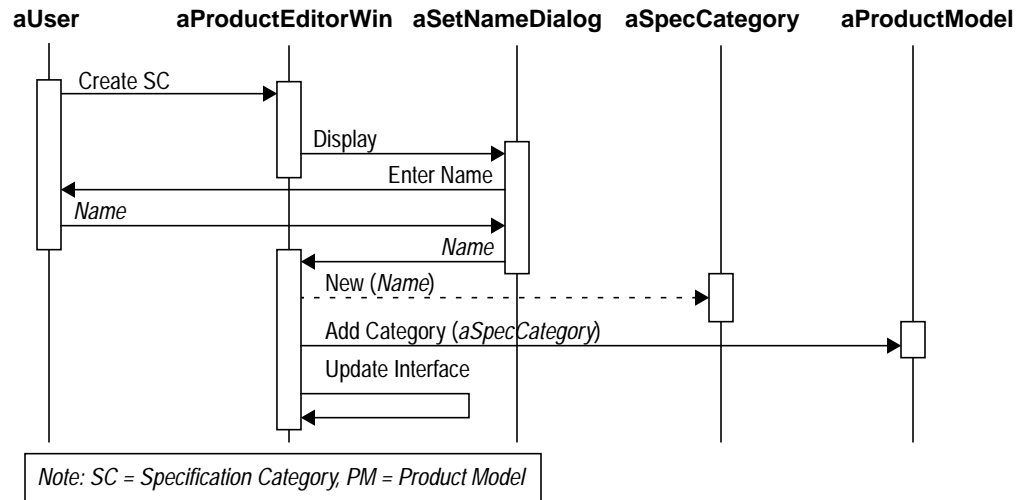 aUser aProductEditorWin aSetNameDialog aSpecCategory aProductModel
Create SC
Display
Enter Name
Name
Name
New (Name)
Add Category (aSpecCategory)
Update Interface
Note: SC = Specification Category, PM = Product Model